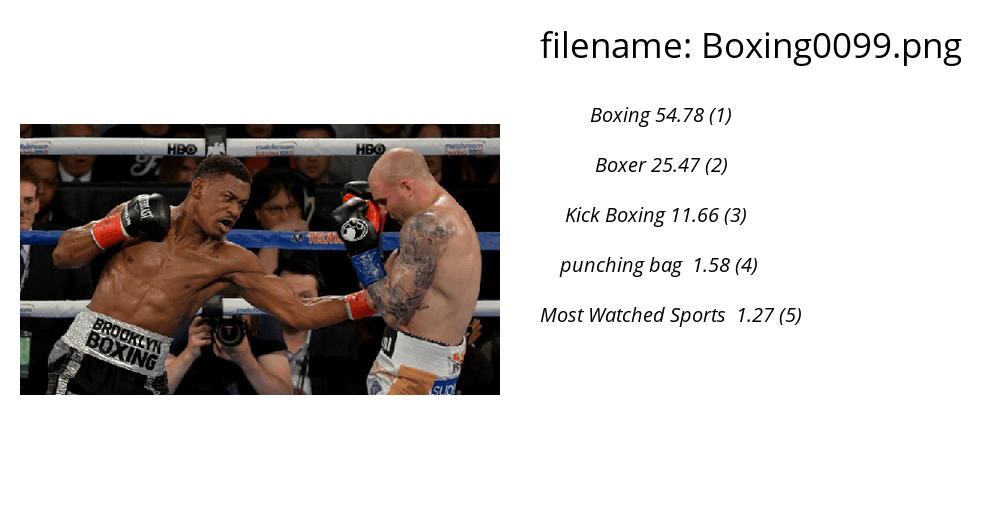 filename: Boxing0099.png
Boxing 54.78 (1)
Boxer 25.47 (2)
Kick Boxing 11.66 (3)
punching bag 1.58 (4)
Most Watched Sports 1.27 (5)
matchroom
HBO
matchroom
HBO
matchroom
EVERLAST
BROOKLYN
BOXING